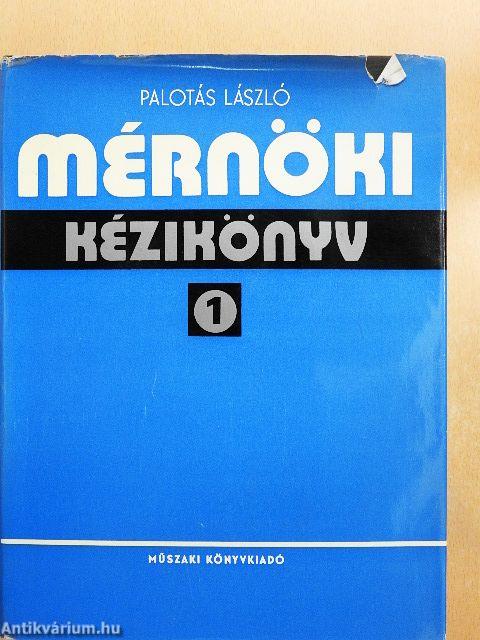 PALOTÁS LÁSZLÓ
MÉRNÖKI
KÉZIKÖNYV
1
MŰSZAKI KÖNYVKIADÓ
Antikvárium.hu